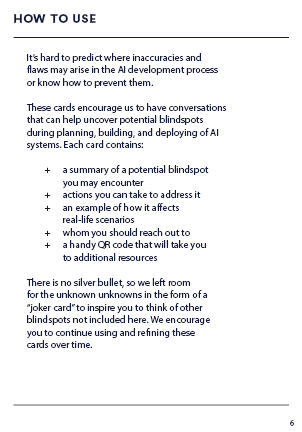 HOW TO USE
It's hard to predict where inaccuracies and
flaws may arise in the AI development process
or know how to prevent them.
These cards encourage us to have conversations
that can help uncover potential blindspots
during planning, building, and deploying of AI
systems. Each card contains:
+ a summary of a potential blindspot
you may encounter
+ actions you can take to address it
+ an example of how it affects
real-life scenarios
+ whom you should reach out to
+ a handy QR code that will take you
to additional resources
There is no silver bullet, so we left room
for the unknown unknowns in the form of a
"joker card" to inspire you to think of other
blindspots not included here. We encourage
you to continue using and refining these
cards over time.
6